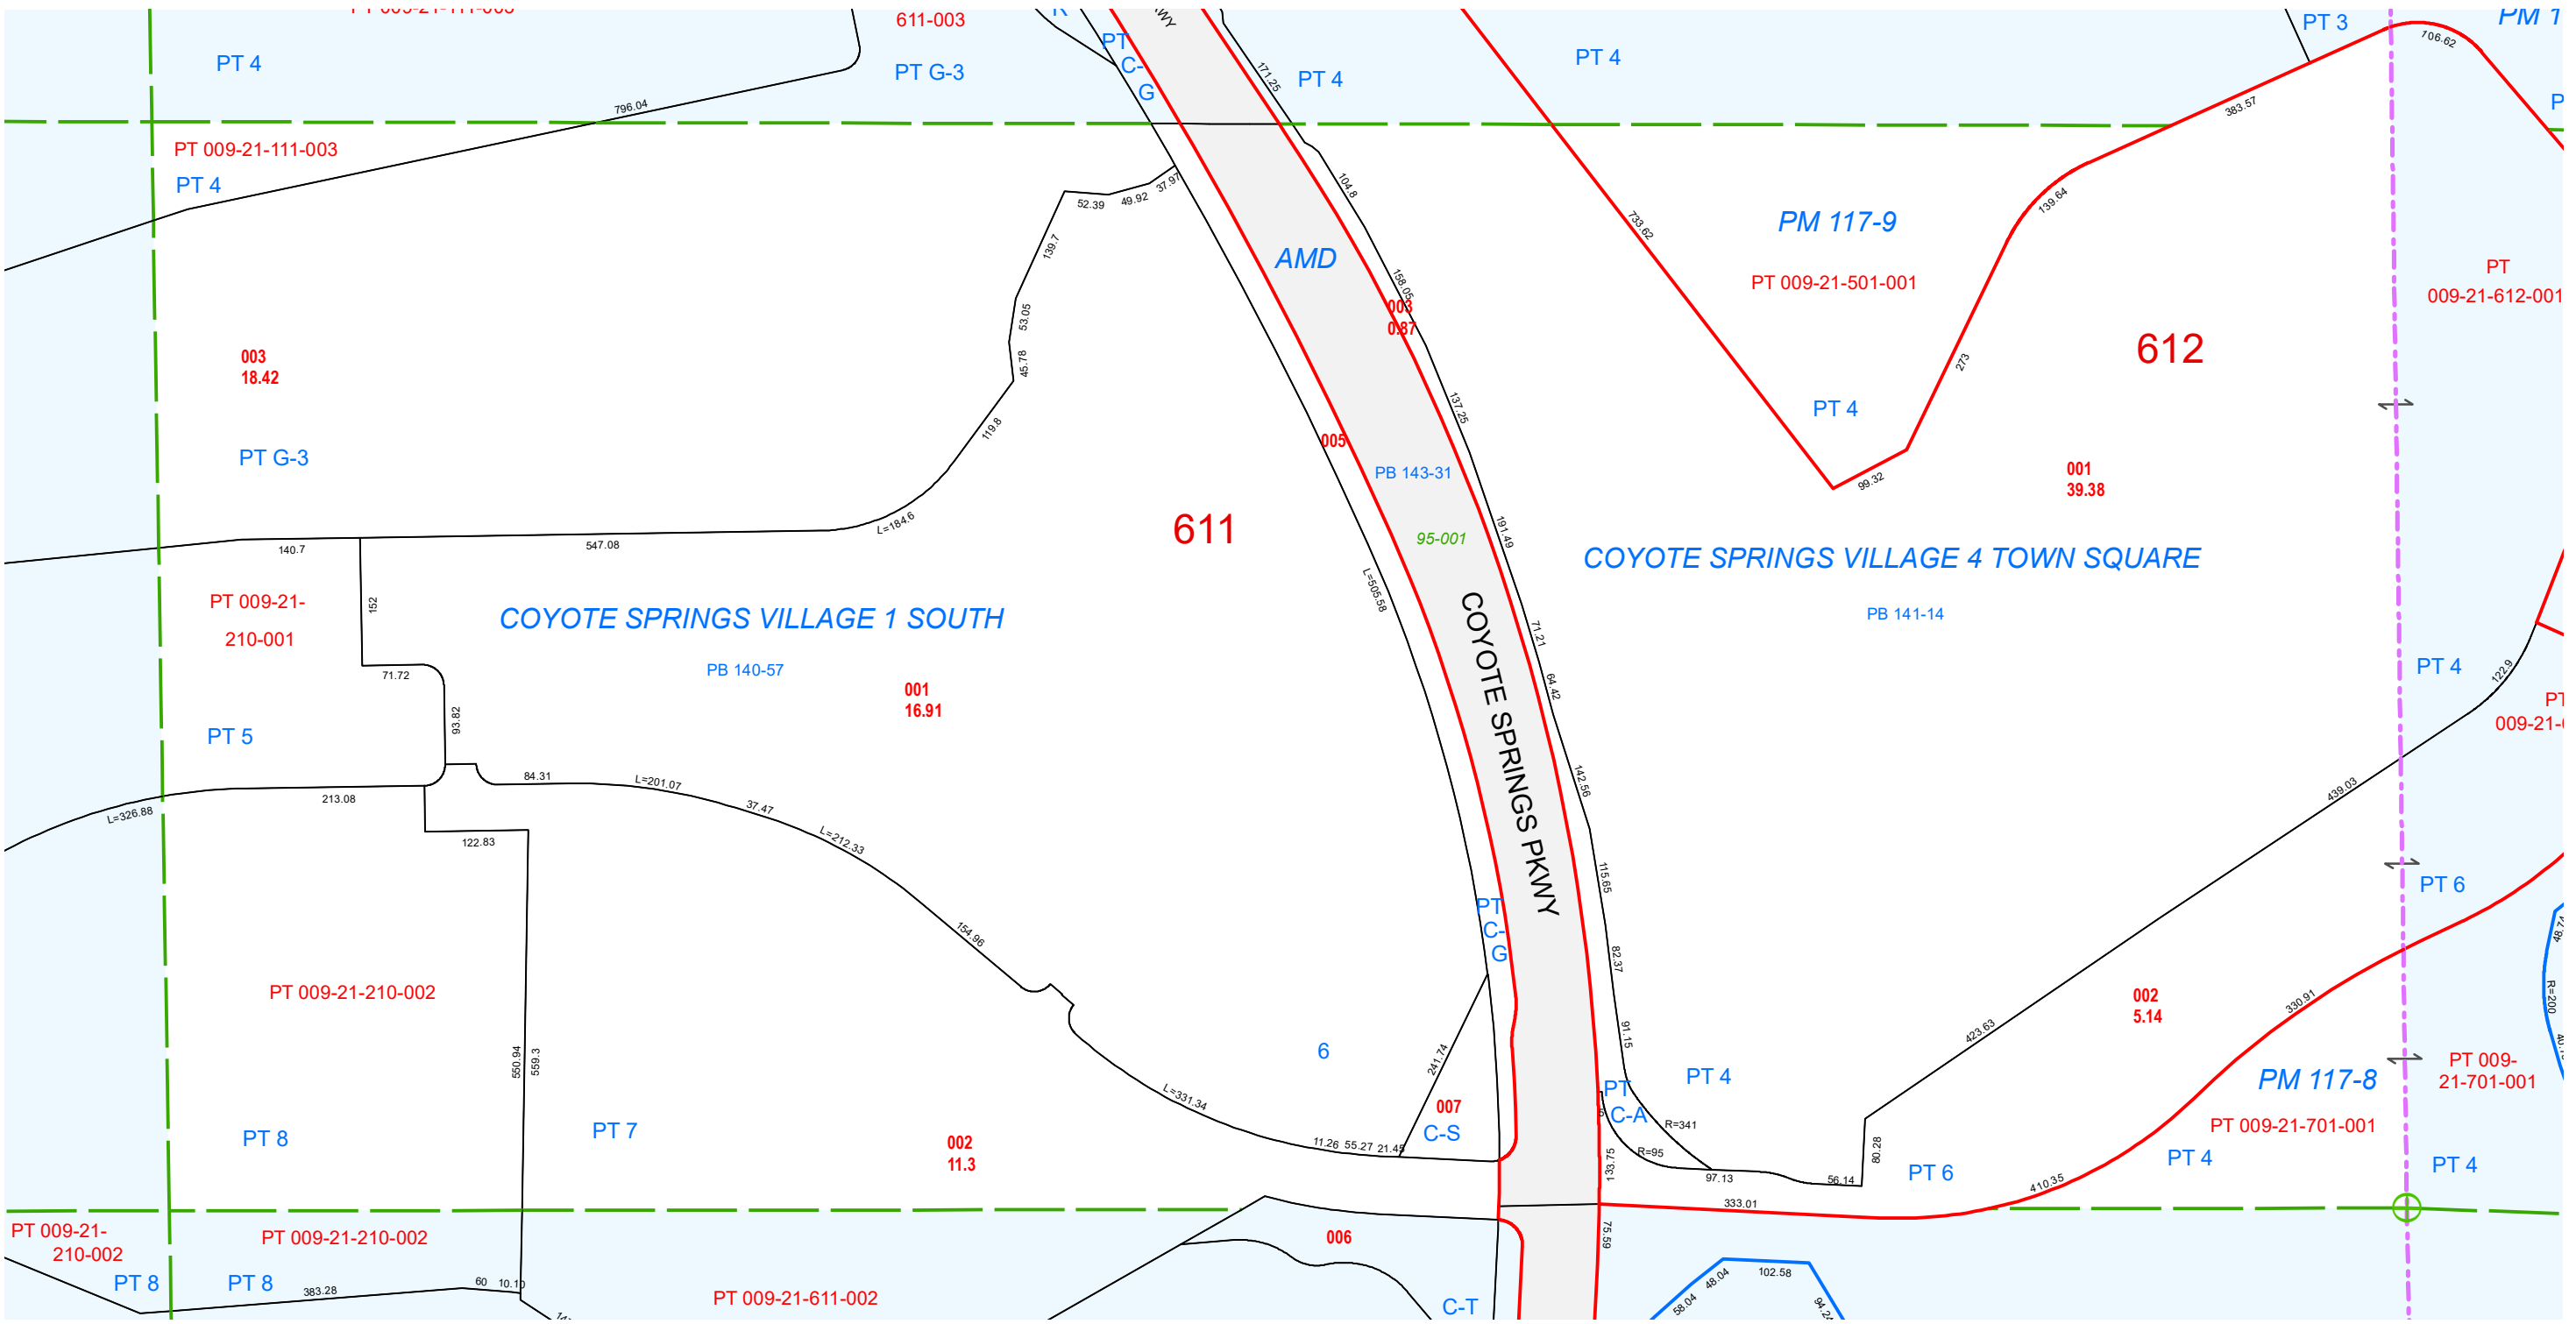 611-003
PT 4
PT G-3
PT
C-
G
PT 4
171.25
PT 4
PT 3
106.62
383.57
796.04
PT 009-21-111-003
PT 4
37.97
49.92
52.39
104.8
139.64
733.62
PM 117-9
AMD
139.7
158.05
PT 009-21-501-001
PT
009-21-612-001
003
0.87
53.05
612
273
003
18.42
45.78
PT 4
137.25
119.8
005
PT G-3
PB 143-31
001
39.38
99.32
L=184.6
611
191.49
95-001
140.7
547.08
COYOTE SPRINGS VILLAGE 4 TOWN SQUARE
PB 141-14
L=505.58
PT 009-21-
210-001
152
COYOTE SPRINGS VILLAGE 1 SOUTH
PB 140-57
71.21
COYOTE SPRINGS PKWY
71.72
64.42
PT 4
122.9
001
16.91
93.82
PT 5
84.31
L=201.07
37.47
142.56
439.03
213.08
L=326.88
122.83
L=212.33
115.65
PT 6
PT
C-
G
154.96
82.37
PT 009-21-210-002
002
5.14
330.91
R=200
91.15
423.63
550.94
559.3
6
241.74
PT 4
PM 117-8
PT 009-
21-701-001
L=331.34
007
C-S
PT
C-A
R=341
PT 009-21-701-001
PT 8
PT 7
002
11.3
11.26
55.27
21.45
R=95
133.75
97.13
56.14
80.28
PT 6
PT 4
PT 4
410.35
333.01
PT 009-21-
210-002
PT 009-21-210-002
006
75.59
PT 8
PT 8
383.28
60
10.10
PT 009-21-611-002
C-T
58.04
48.04
102.58